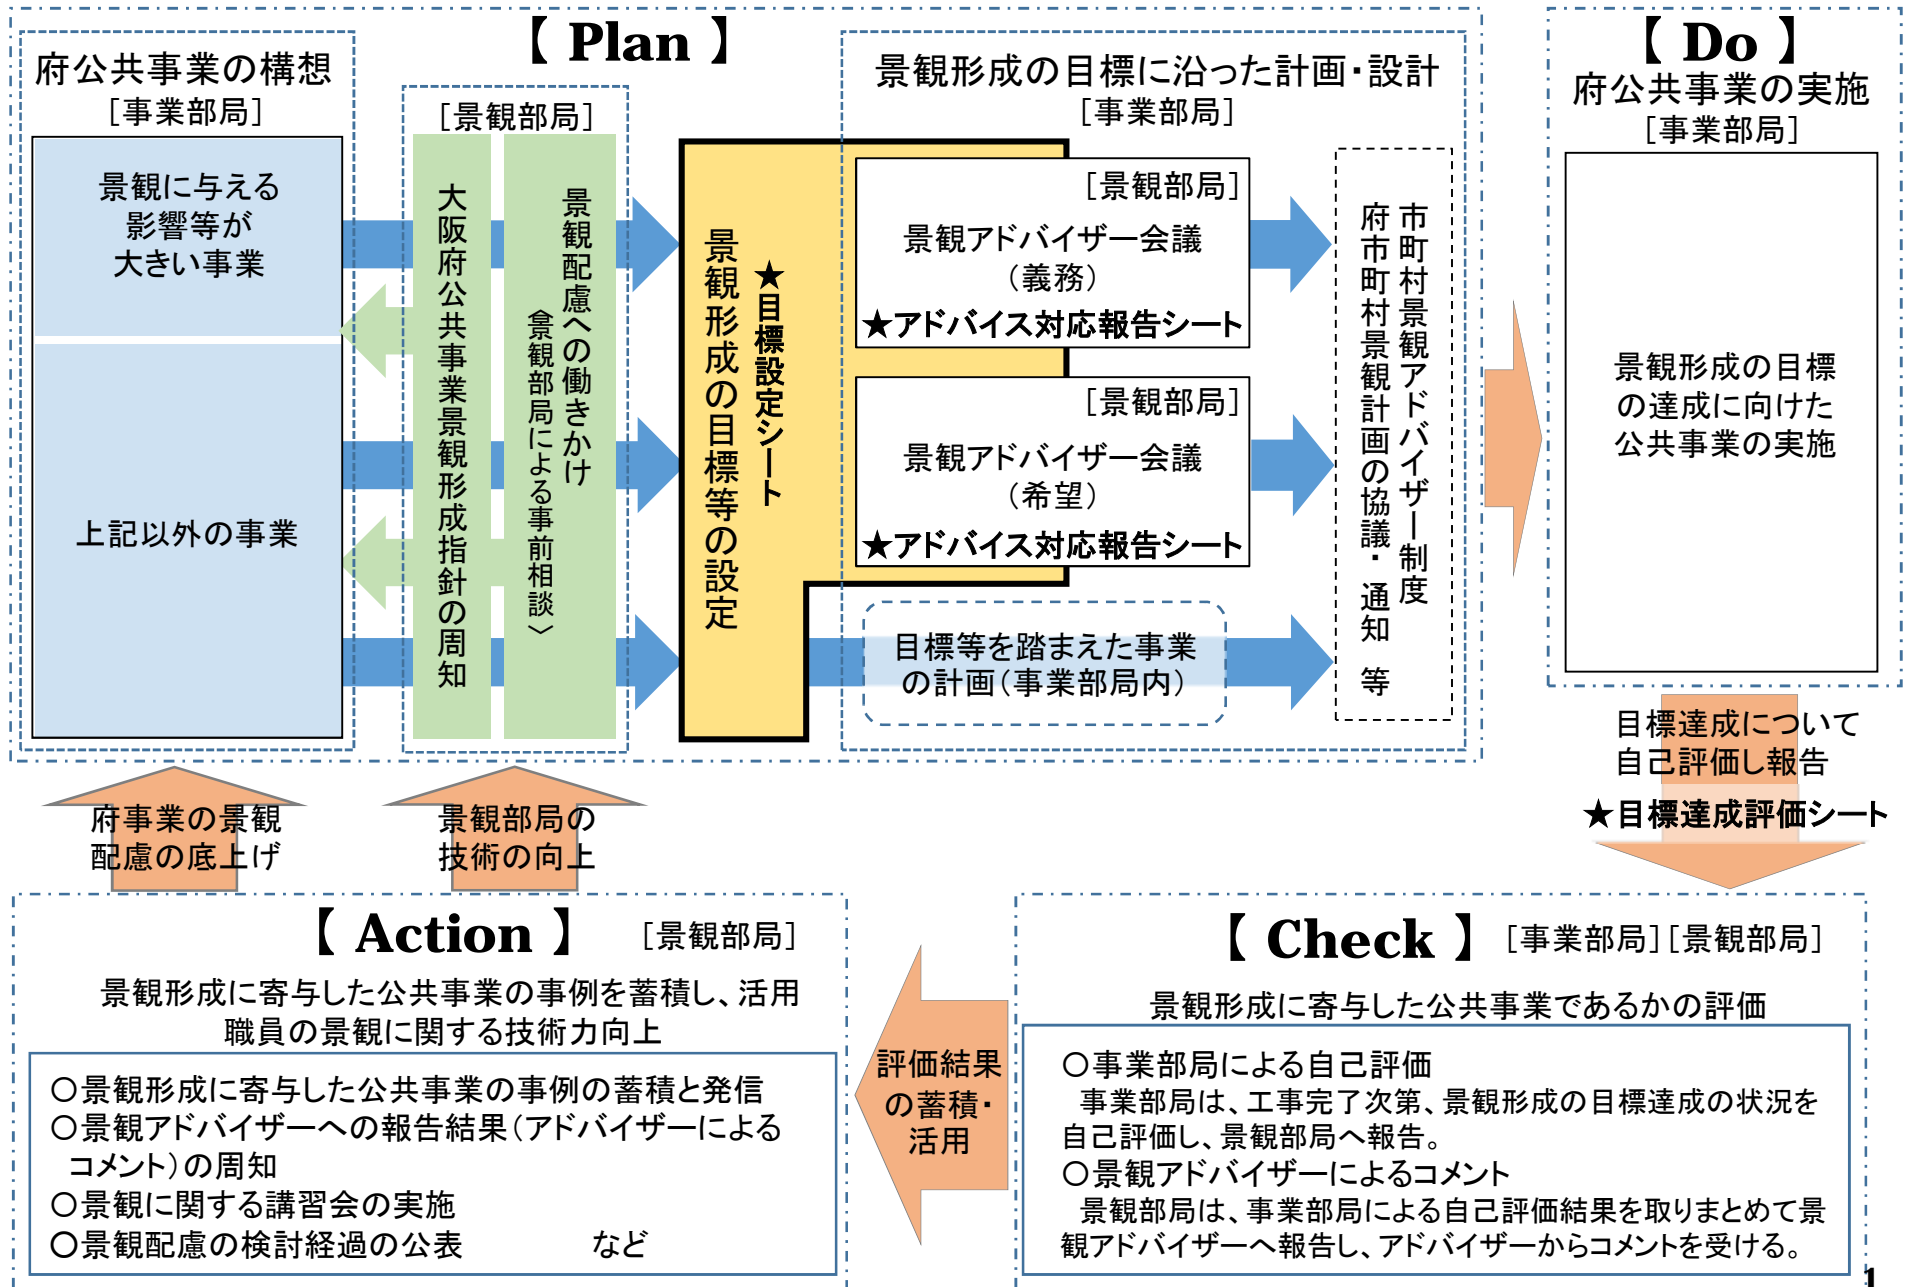 【 Plan 】
府公共事業の構想
[事業部局]
景観に与える
影響等が
大きい事業
上記以外の事業
[景観部局]
大阪府公共事業景観形成指針の周知
景観配慮への働きかけ
〈景観部局による事前相談〉
★目標設定シート
景観形成の目標等の設定
景観形成の目標に沿った計画・設計
[事業部局]
[景観部局]
景観アドバイザー会議
(義務)
★アドバイス対応報告シート
[景観部局]
景観アドバイザー会議
(希望)
★アドバイス対応報告シート
目標等を踏まえた事業
の計画(事業部局内)
市町村景観アドバイザー制度
府市町村景観計画の協議・通知 等
【 Do 】
府公共事業の実施
[事業部局]
景観形成の目標
の達成に向けた
公共事業の実施
目標達成について
自己評価し報告
★目標達成評価シート
【 Check 】 [事業部局][景観部局]
景観形成に寄与した公共事業であるかの評価
○事業部局による自己評価
事業部局は、工事完了次第、景観形成の目標達成の状況を
自己評価し、景観部局へ報告。
○景観アドバイザーによるコメント
景観部局は、事業部局による自己評価結果を取りまとめて景
観アドバイザーへ報告し、アドバイザーからコメントを受ける。
評価結果
の蓄積・
活用
【 Action 】 [景観部局]
景観形成に寄与した公共事業の事例を蓄積し、活用
職員の景観に関する技術力向上
○景観形成に寄与した公共事業の事例の蓄積と発信
○景観アドバイザーへの報告結果(アドバイザーによる
コメント)の周知
○景観に関する講習会の実施
○景観配慮の検討経過の公表 など
府事業の景観
配慮の底上げ
景観部局の
技術の向上
1